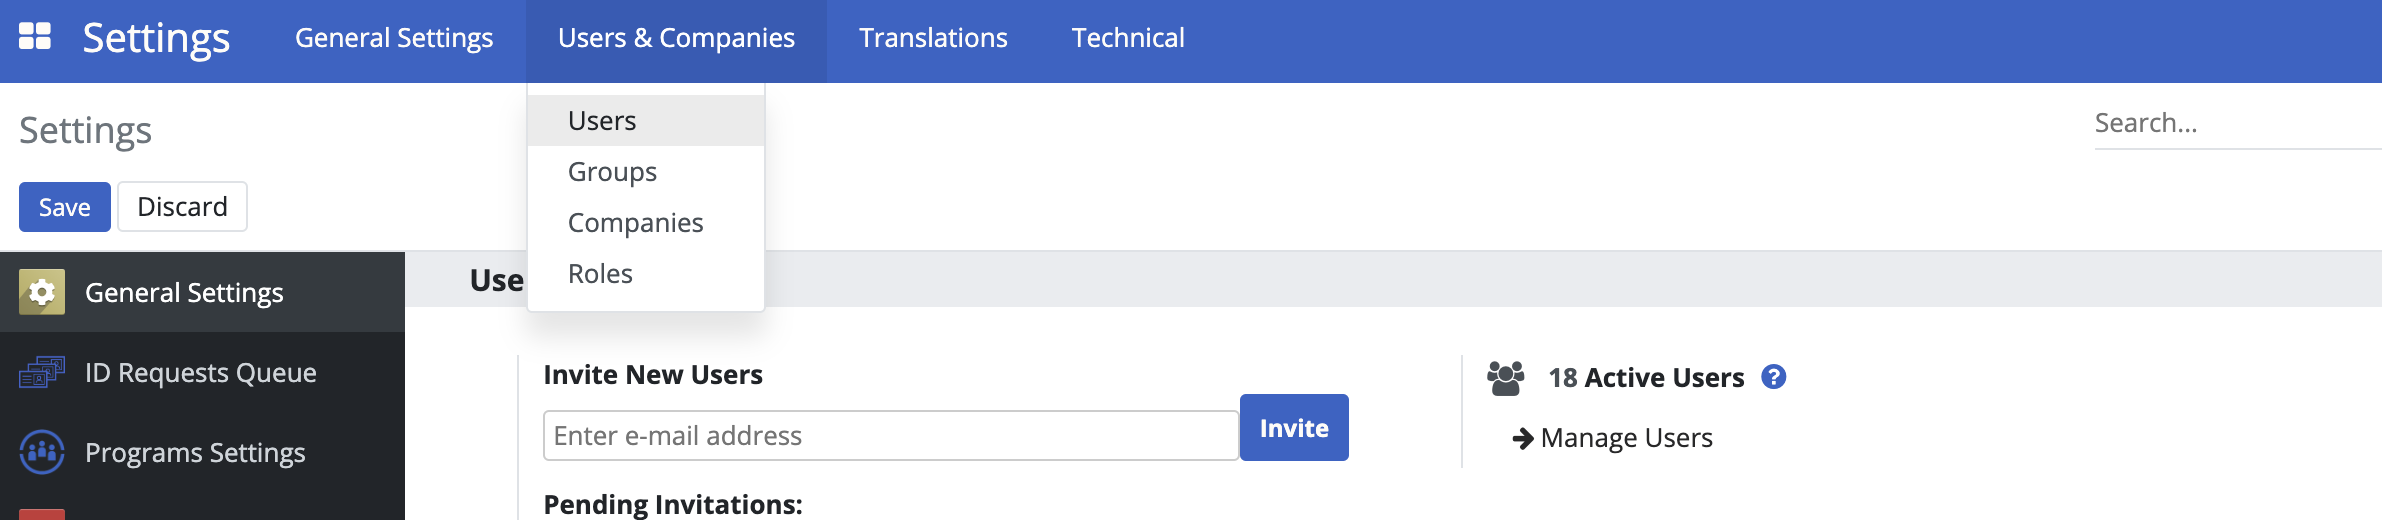 Settings
General Settings
Users & Companies
Translations
Technical
Settings
Search...
Users
Groups
Companies
Roles
Save
Discard
General Settings
ID Requests Queue
Programs Settings
Use
Invite New Users
Enter e-mail address
Invite
18 Active Users
?
Manage Users
Pending Invitations: